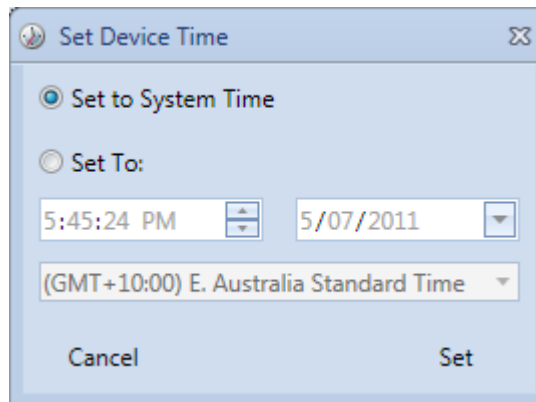 Set Device Time
Set to System Time
Set To:
5:45:24 PM 5/07/2011
(GMT+10:00) E. Australia Standard Time
Cancel Set